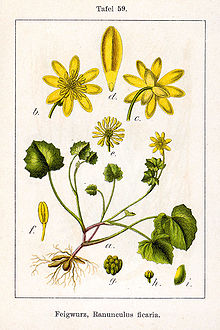 Tafel 59.
b.
d.
c.
e.
f.
a.
g.
h.
i.
Feigwurz, Ranunculus ficaria.